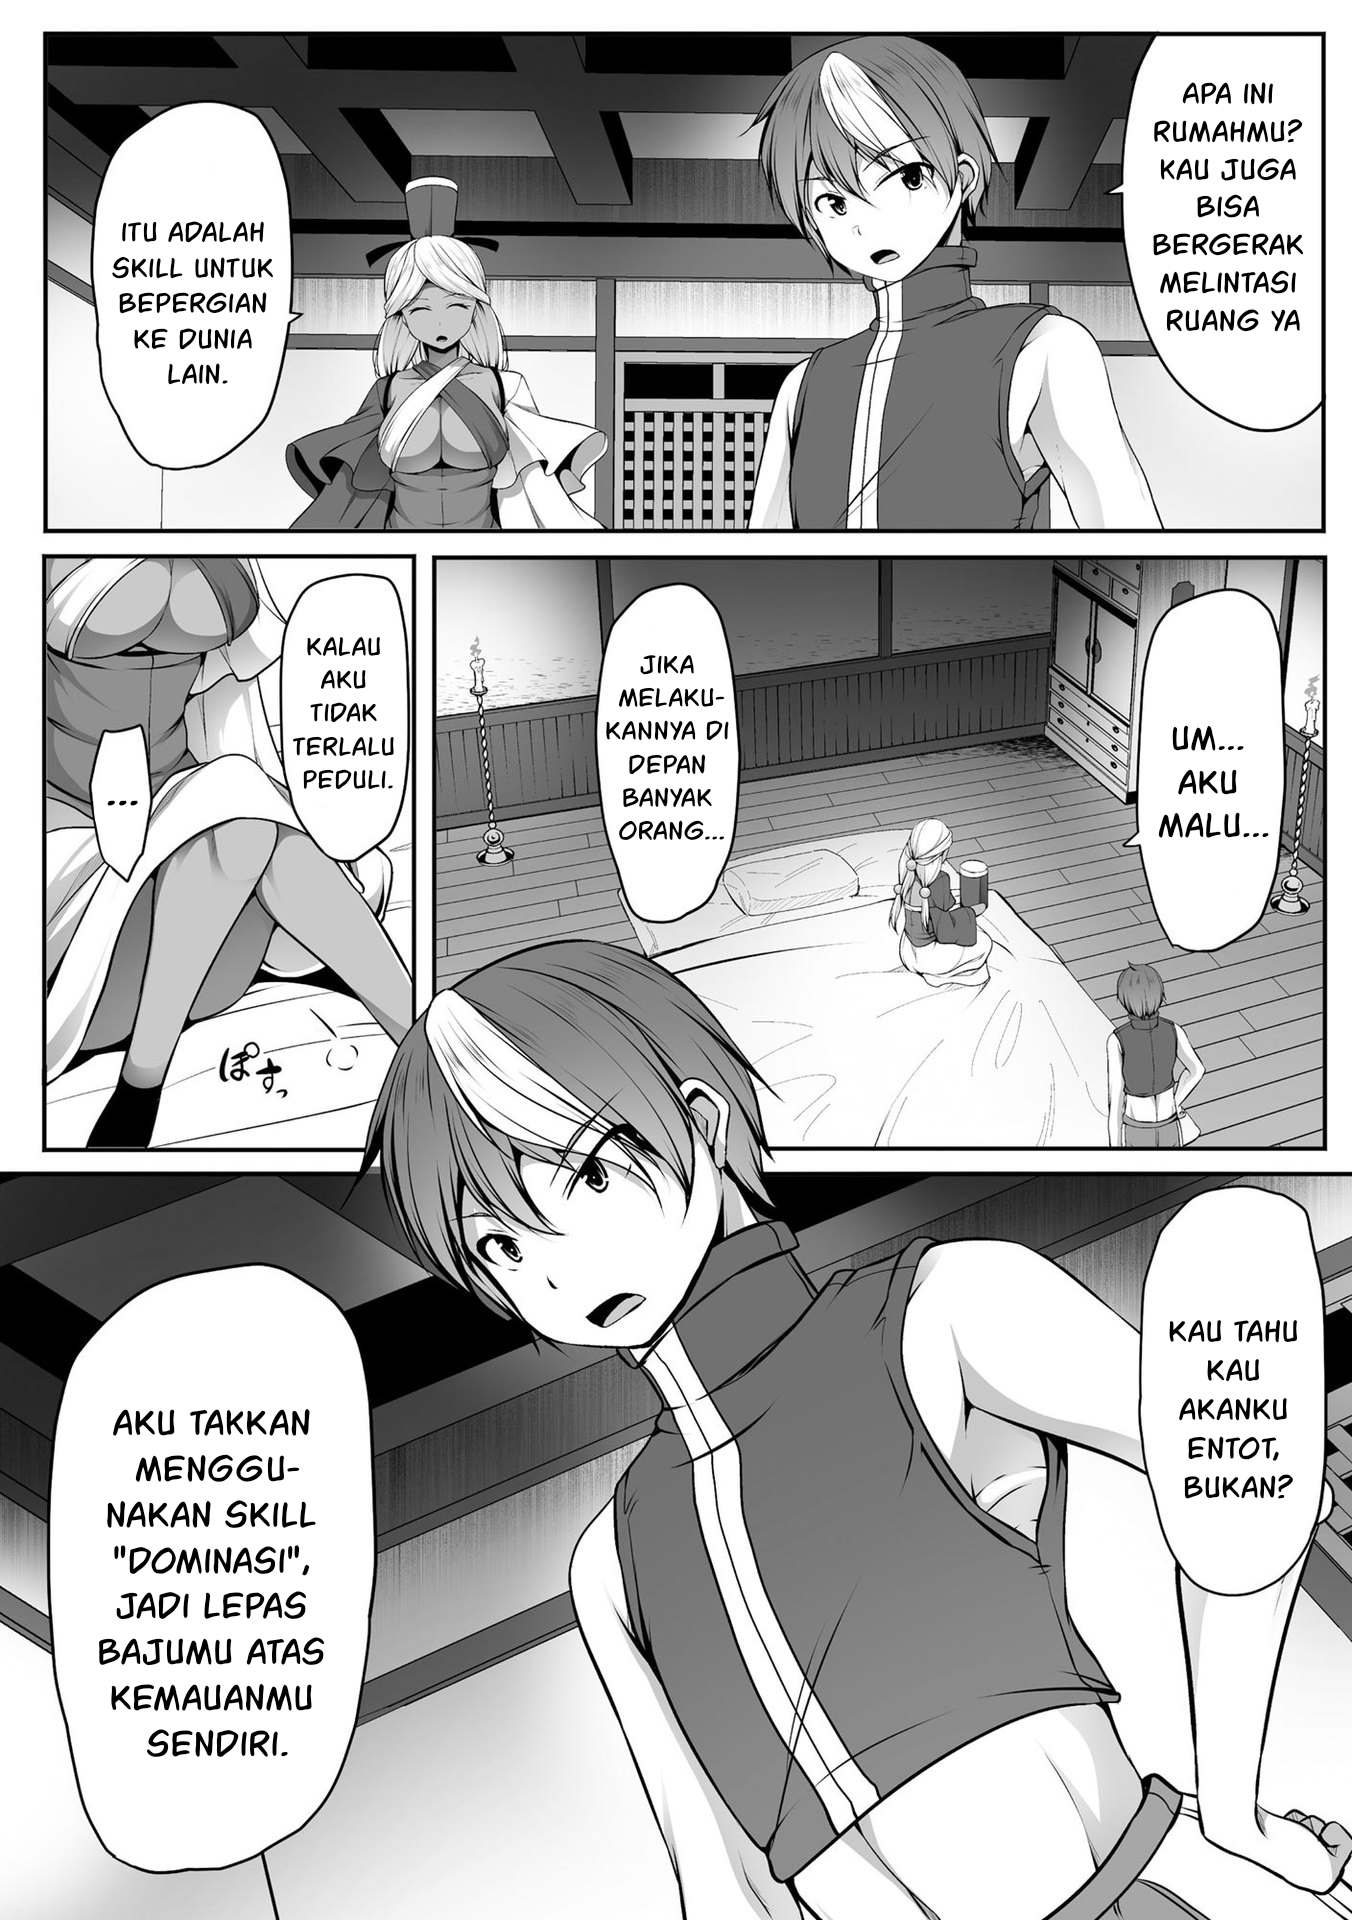 APA INI
RUMAHMU?
KAU JUGA
BISA
BERGERAK
MELINTASI
RUANG YA
ITU ADALAH
SKILL UNTUK
BEPERGIAN
KE DUNIA
LAIN.
UM...
AKU
MALU...
JIKA
MELAKU-
KANNYA DI
DEPAN
BANYAK
ORANG...
KALAU
AKU
TIDAK
TERLALU
PEDULI.
...
ぽすっ
KAU TAHU
KAU
AKANKU
ENTOT,
BUKAN?
AKU TAKKAN
MENGGU-
NAKAN SKILL
"DOMINASI",
JADI LEPAS
BAJUMU ATAS
KEMAUANMU
SENDIRI.